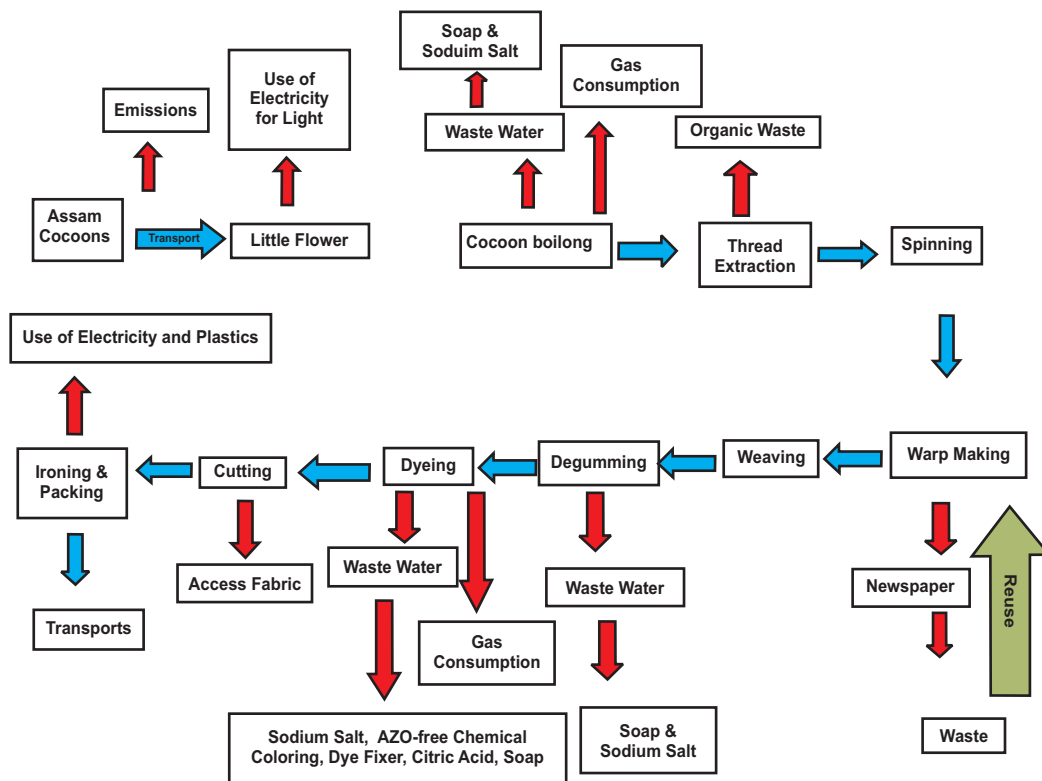 Soap &
Soduim Salt
Gas
Consumption
Use of
Electricity
for Light
Emissions
Waste Water
Organic Waste
Assam
Cocoons
Transport
Little Flower
Cocoon boilong
Thread
Extraction
Spinning
Use of Electricity and Plastics
Ironing &
Packing
Cutting
Dyeing
Degumming
Weaving
Warp Making
Access Fabric
Waste Water
Waste Water
Newspaper
Reuse
Transports
Gas
Consumption
Sodium Salt, AZO-free Chemical
Coloring, Dye Fixer, Citric Acid, Soap
Soap &
Sodium Salt
Waste